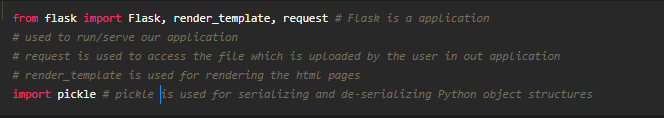 from flask import Flask, render_template, request # Flask is a application
# used to run/serve our application
# request is used to access the file which is uploaded by the user in out application
# render_template is used for rendering the html pages
import pickle # pickle is used for serializing and de-serializing Python object structures